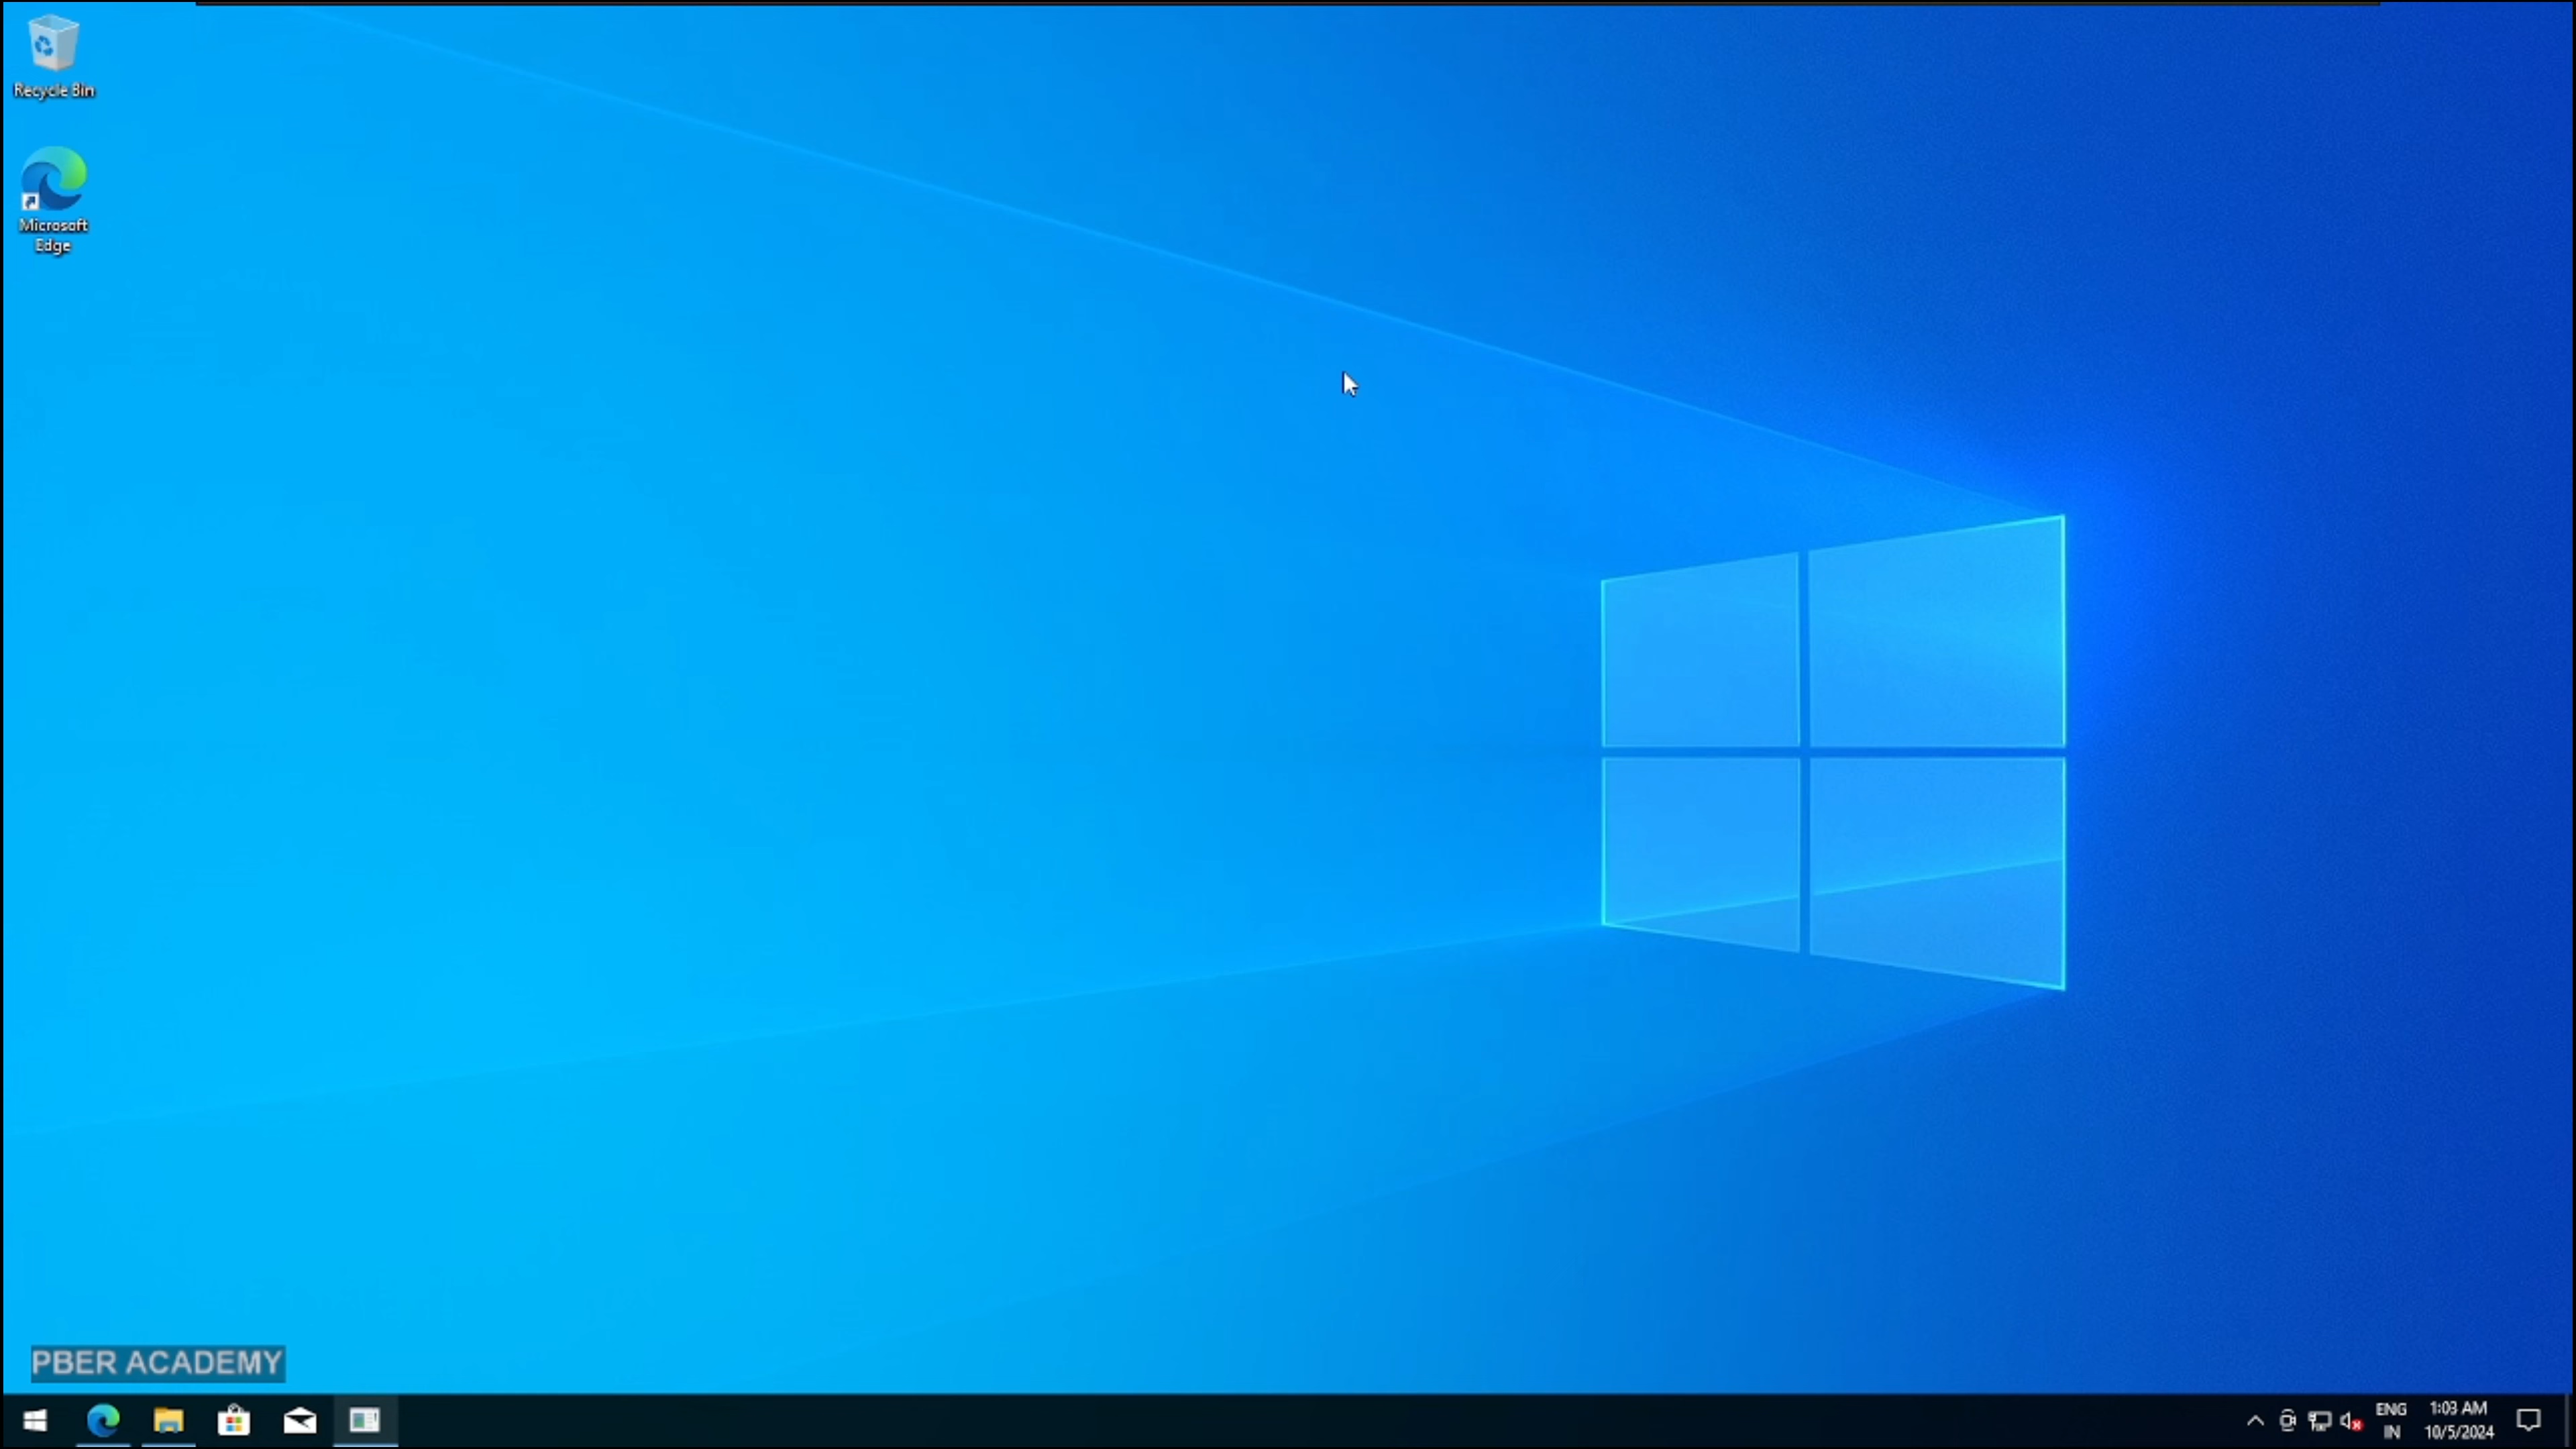 Recycle Bin
Microsoft
Edge
PBER ACADEMY
ENG
IN
1:03 AM
10/5/2024